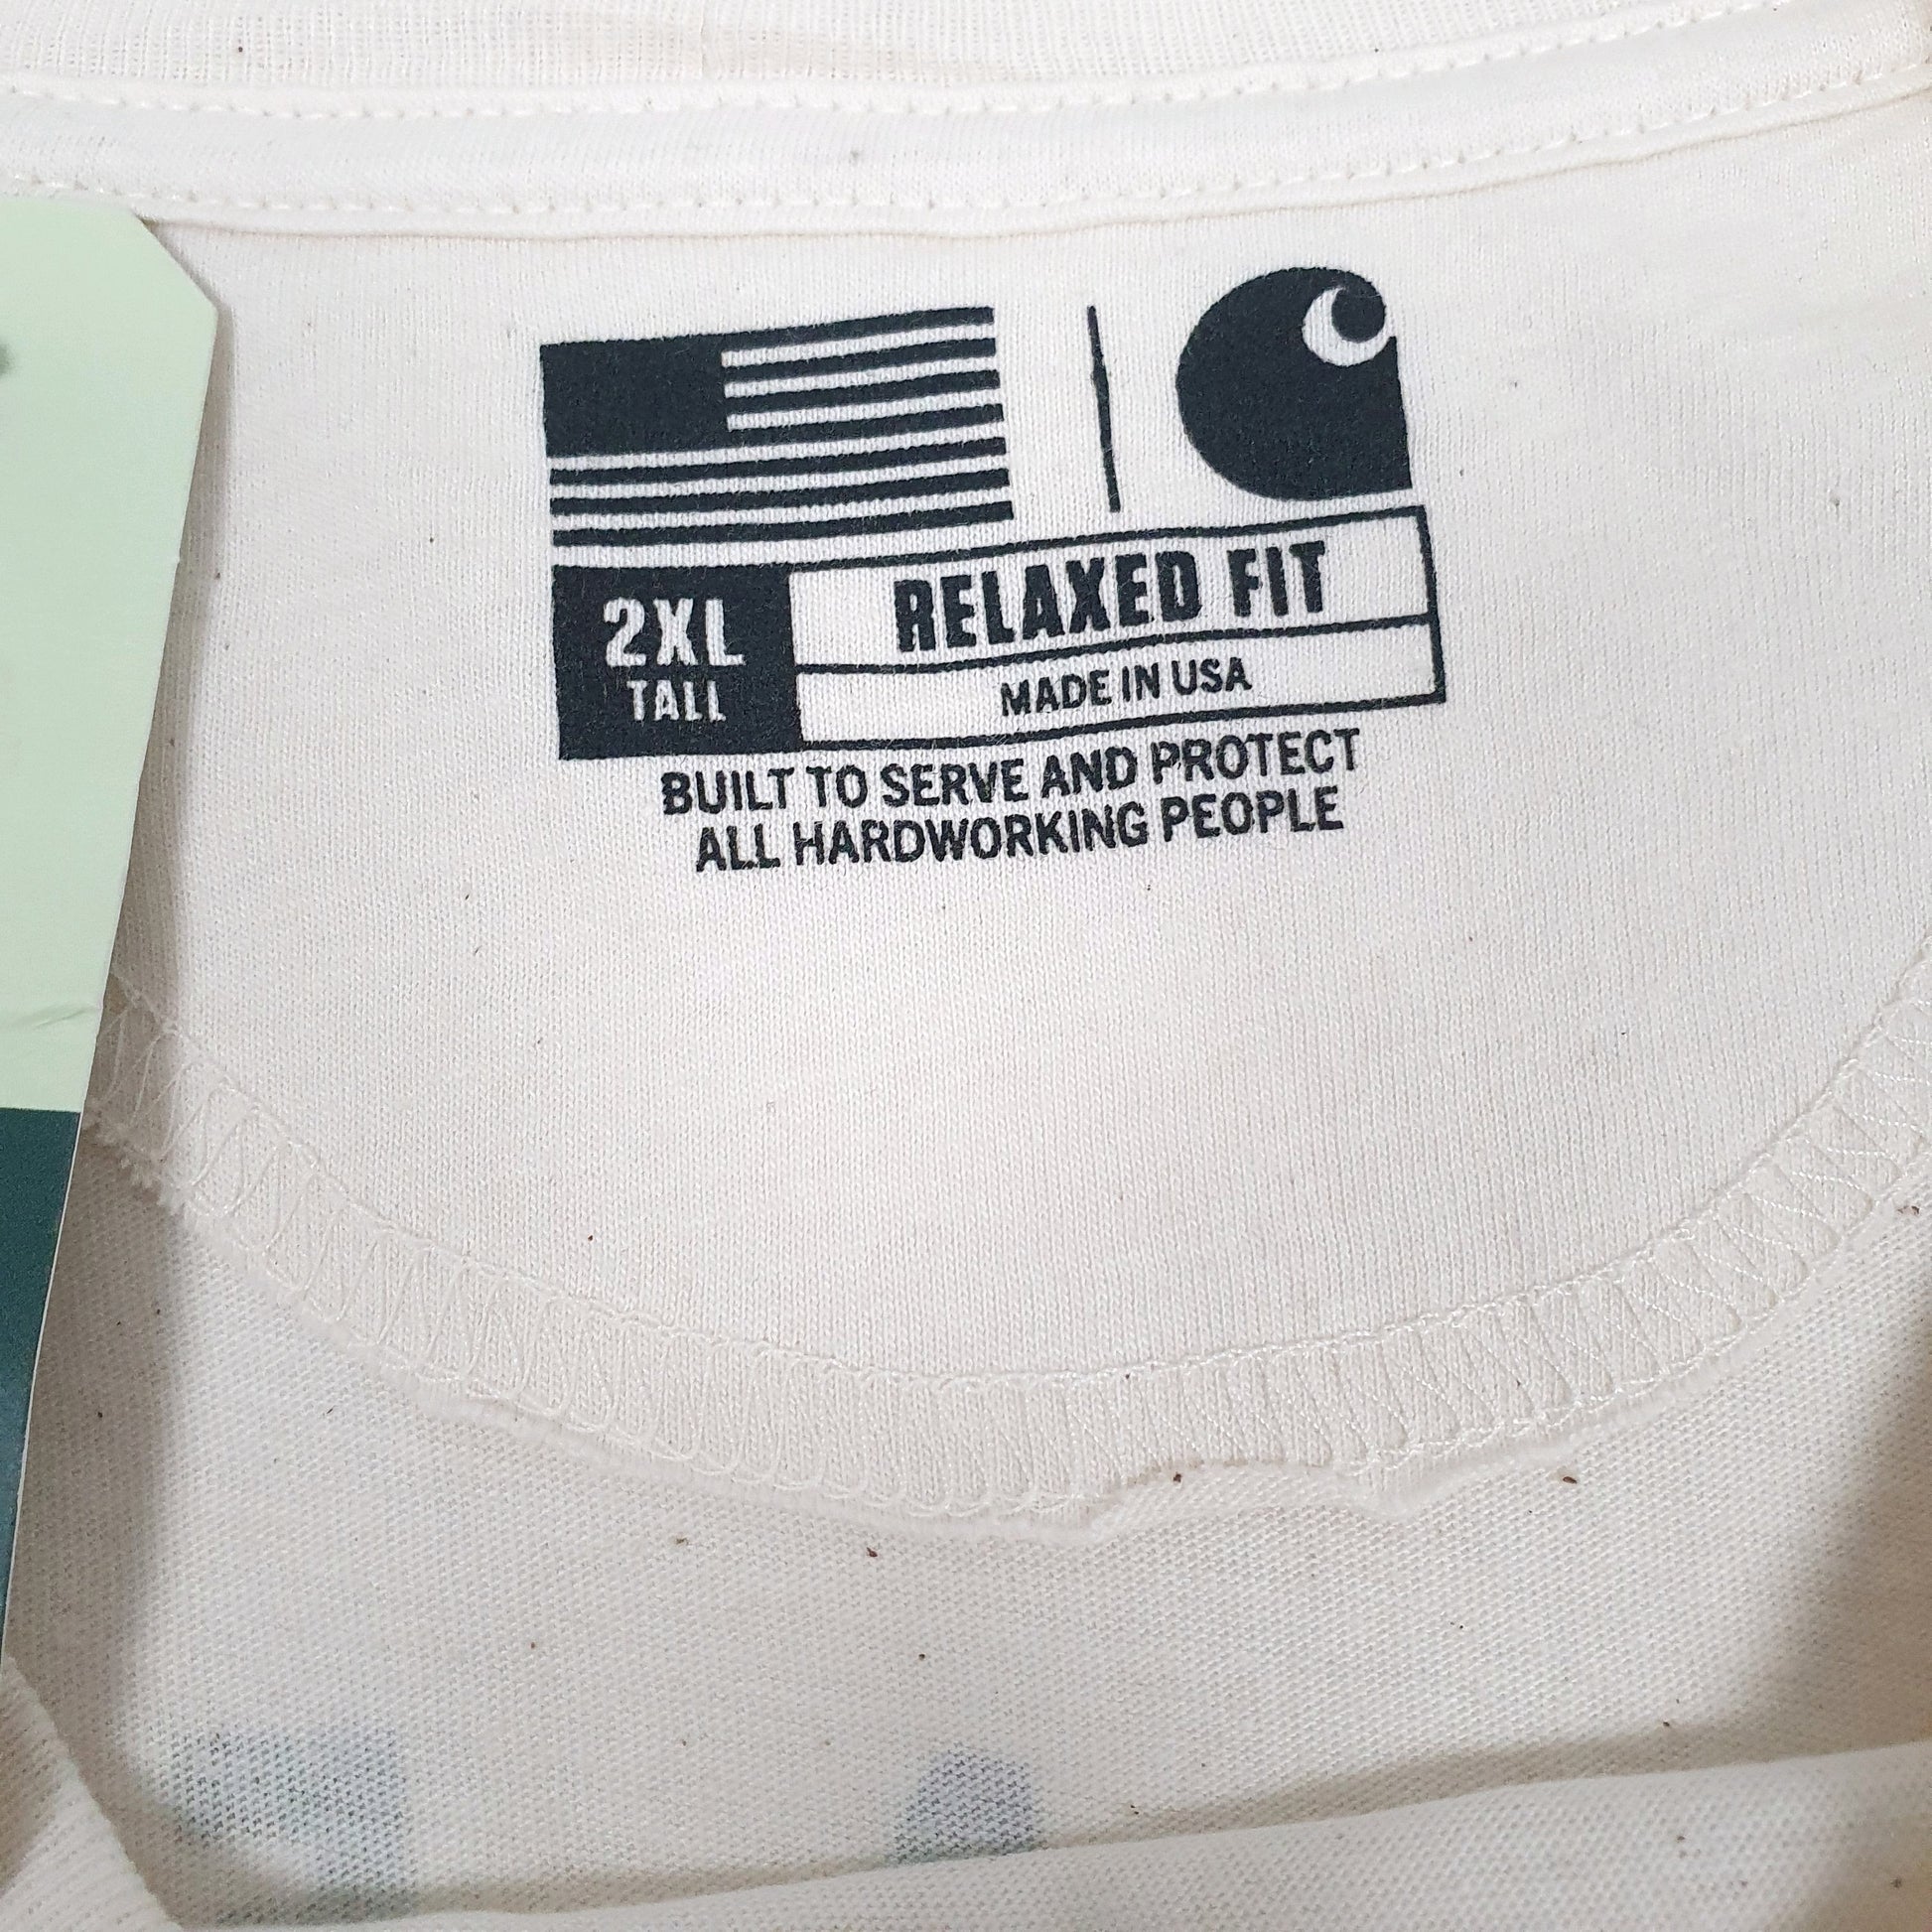 2XL
TALL
RELAXED FIT
MADE IN USA
BUILT TO SERVE AND PROTECT
ALL HARDWORKING PEOPLE